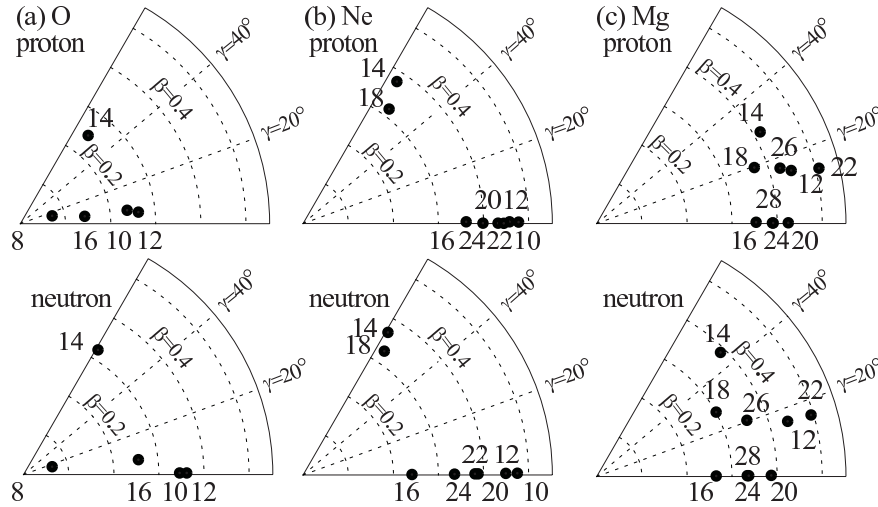 (a) O
proton
γ=40°
β=0.4
14
β=0.2
γ=20°
8 16 10 12
(b) Ne
proton
γ=40°
14
18
β=0.4
β=0.2
γ=20°
20 12
16 24 22 10
(c) Mg
proton
γ=40°
β=0.4
14
β=0.2
γ=20°
18 26 22
12
28
16 24 20
neutron
γ=40°
14
β=0.4
β=0.2
γ=20°
8 16 10 12
neutron
γ=40°
14
18
β=0.4
β=0.2
γ=20°
22 12
16 24 20 10
neutron
γ=40°
14
β=0.4
γ=20°
18 22
β=0.2
26
12
28
16 24 20